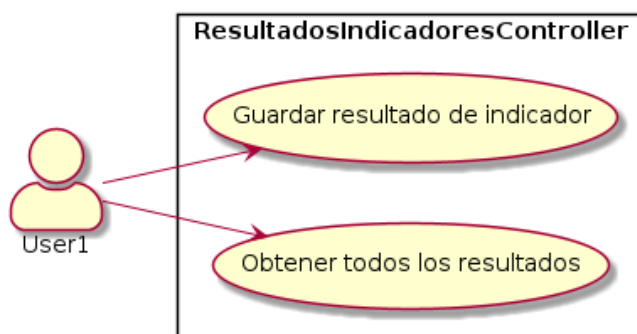 ResultadosIndicadoresController
Guardar resultado de indicador
User1
Obtener todos los resultados